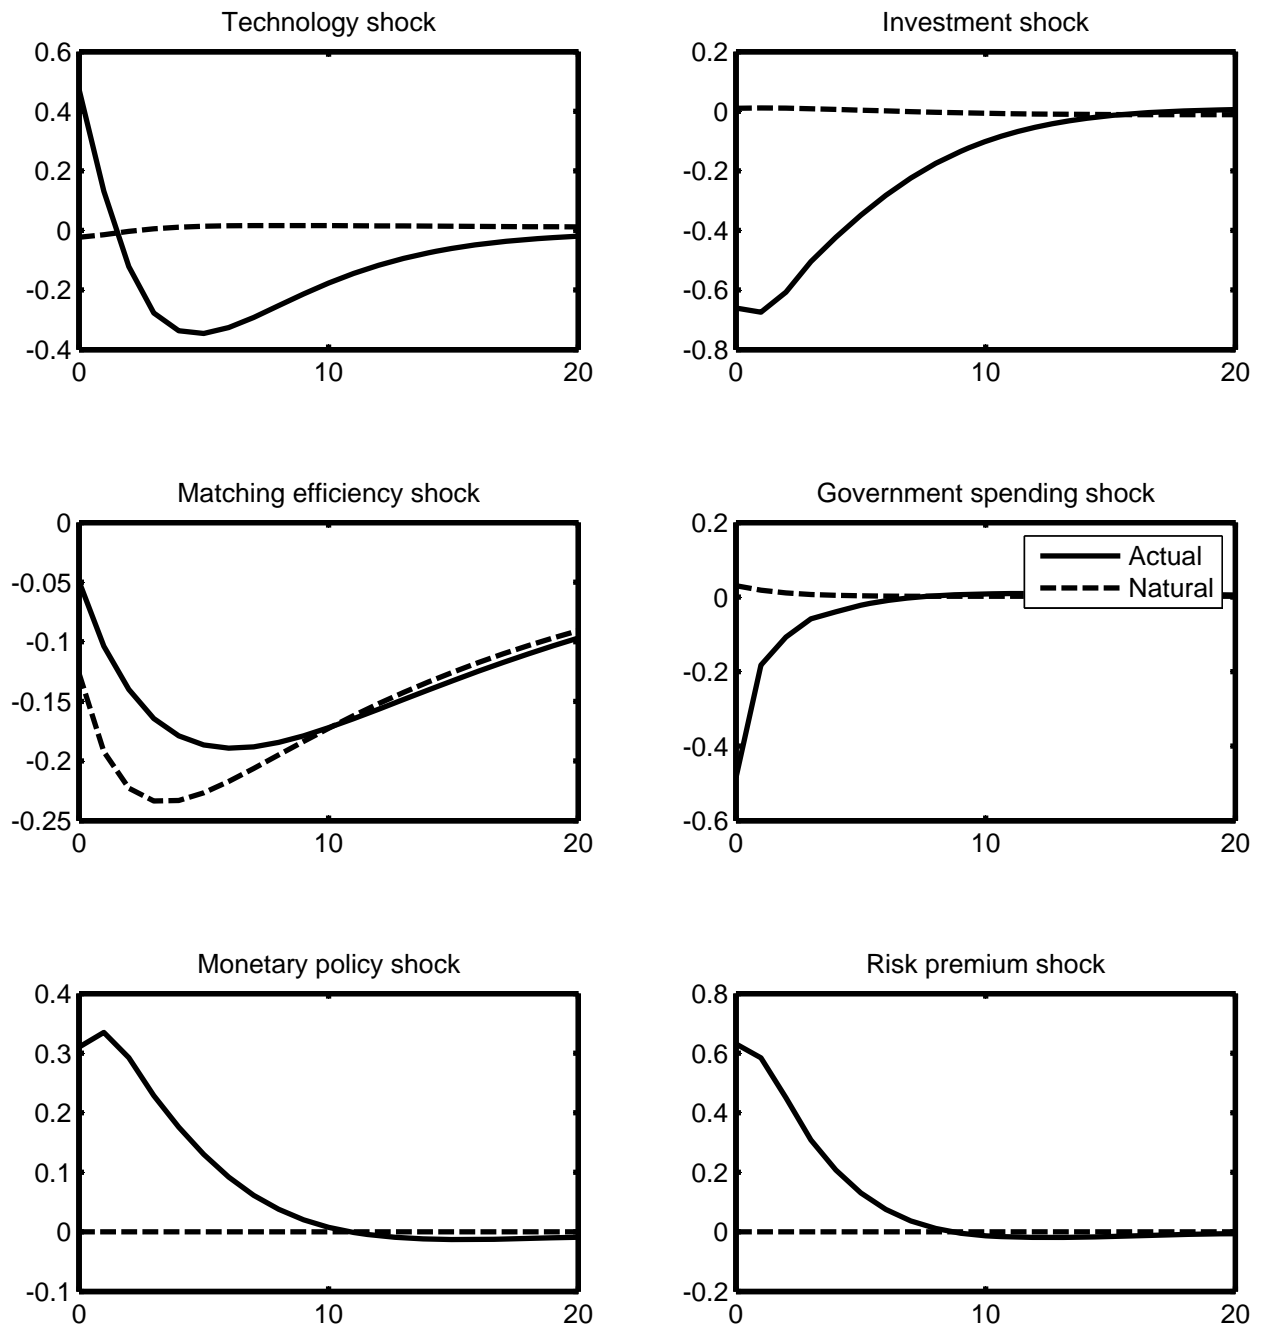 Technology shock
0.6
0.4
0.2
0
-0.2
-0.4
0 10 20
Investment shock
0.2
0
-0.2
-0.4
-0.6
-0.8
0 10 20
Matching efficiency shock
0
-0.05
-0.1
-0.15
-0.2
-0.25
0 10 20
Government spending shock
0.2
0
-0.2
-0.4
-0.6
0 10 20
Actual
Natural
Monetary policy shock
0.4
0.3
0.2
0.1
0
-0.1
0 10 20
Risk premium shock
0.8
0.6
0.4
0.2
0
-0.2
0 10 20